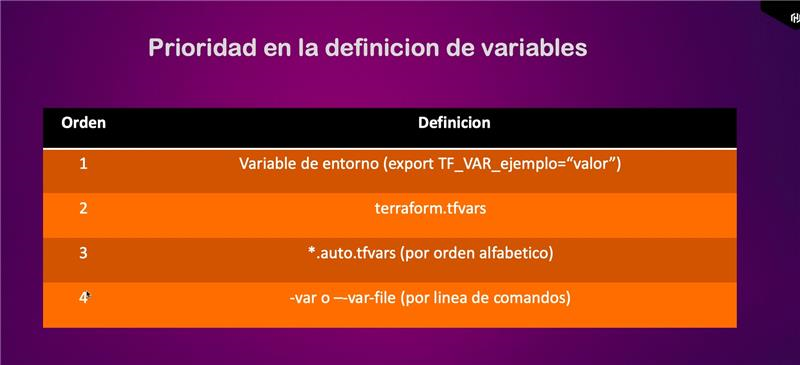 Prioridad en la definicion de variables
Orden Definicion
1 Variable de entorno (export TF_VAR_ejemplo=“valor”)
2 terraform.tfvars
3 *.auto.tfvars (por orden alfabetico)
4 -var o —-var-file (por linea de comandos)